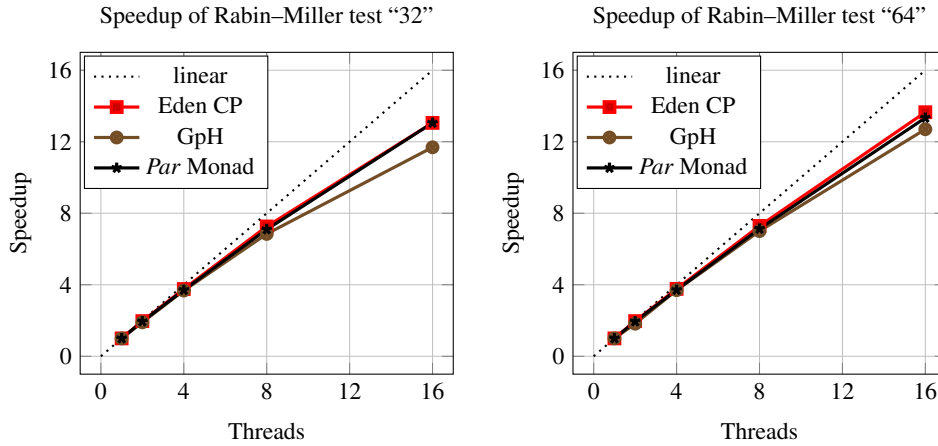 Speedup of Rabin–Miller test “32”
16
12
8
4
0
Speedup
linear
Eden CP
GpH
Par Monad
0 4 8 12 16
Threads
Speedup of Rabin–Miller test “64”
16
12
8
4
0
Speedup
linear
Eden CP
GpH
Par Monad
0 4 8 12 16
Threads